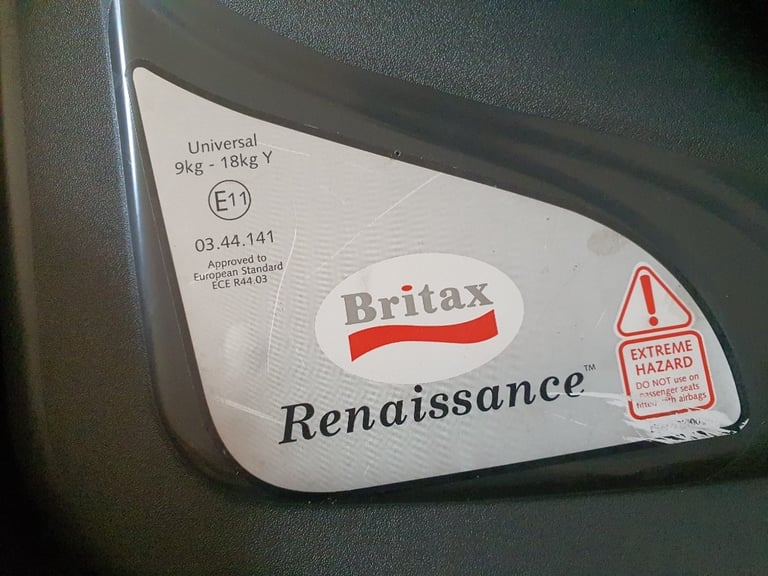 Universal
9kg - 18kg Y
E11
03.44.141
Approved to
European Standard
ECE R44.03
Britax
Renaissance™
!
EXTREME
HAZARD
DO NOT use on
passenger seats
fitted with airbags